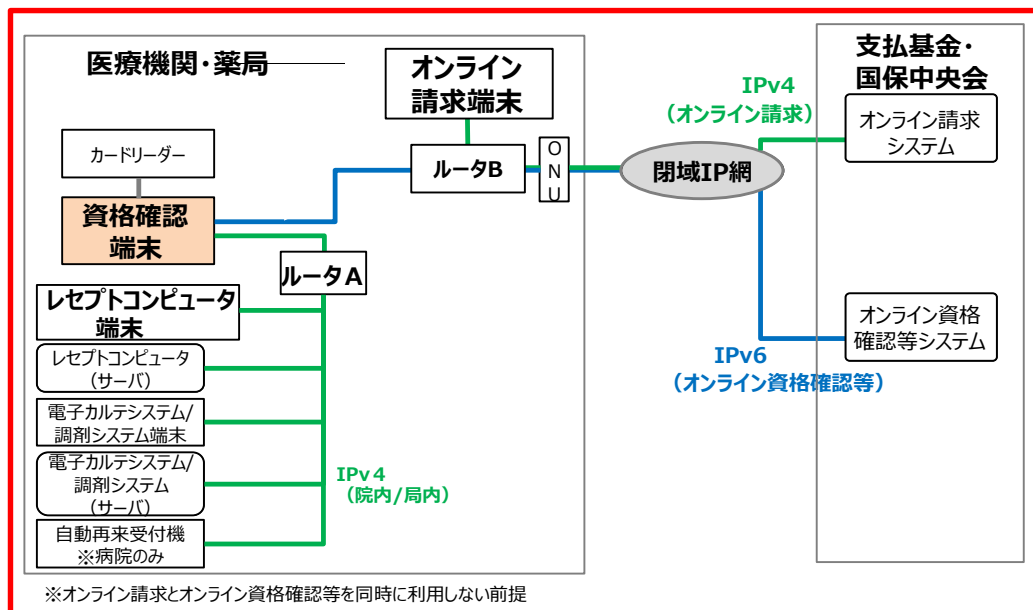 医療機関・薬局
オンライン
請求端末
カードリーダー
資格確認
端末
ルータB
O
N
U
ルータA
レセプトコンピュータ
端末
レセプトコンピュータ
(サーバ)
電子カルテシステム/
調剤システム端末
電子カルテシステム/
調剤システム
(サーバ)
自動再来受付機
※病院のみ
IPv4
(院内/局内)
IPv4
(オンライン請求)
閉域IP網
IPv6
(オンライン資格確認等)
支払基金・
国保中央会
オンライン請求
システム
オンライン資格
確認等システム
※オンライン請求とオンライン資格確認等を同時に利用しない前提